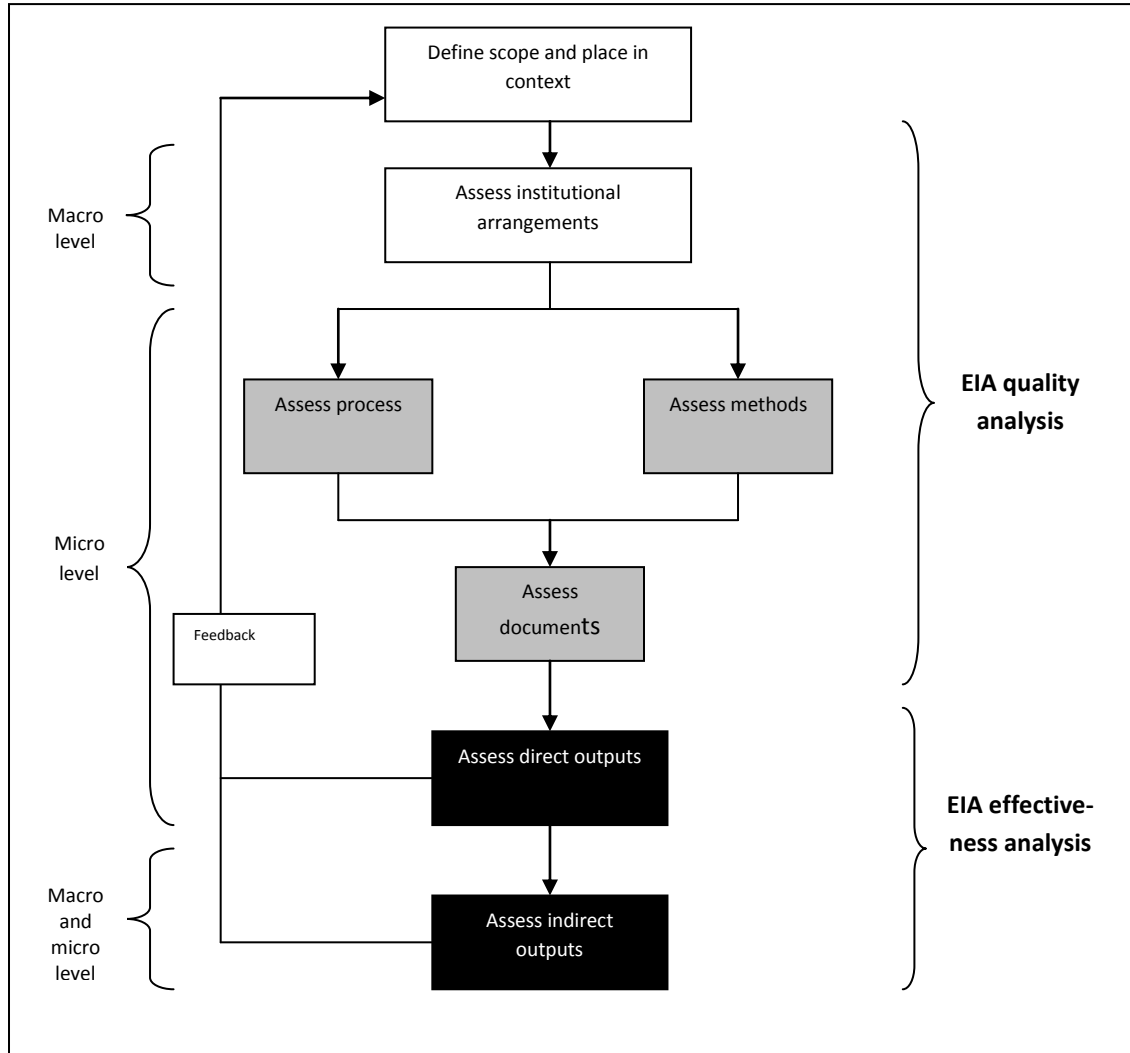 Define scope and place in
context
Assess institutional
arrangements
Macro
level
Assess process
Assess methods
EIA quality
analysis
Micro
level
Assess
documents
Feedback
Assess direct outputs
EIA effective-
ness analysis
Macro
and
micro
level
Assess indirect
outputs